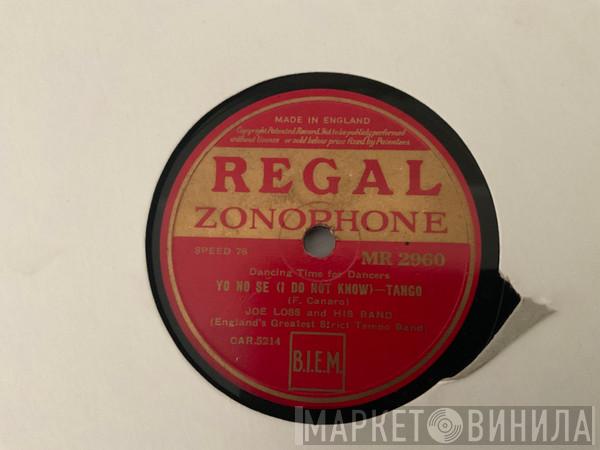 MADE IN ENGLAND
Copyright Patented Record. Not to be publicly performed
without licence or sold below price fixed by Patentees.
REGAL
ZONOPHONE
SPEED 78
MR 2960
Dancing Time for Dancers
YO NO SE (I DO NOT KNOW)—TANGO
(F. Canaro)
JOE LOSS and HIS BAND
(England's Greatest Strict Tempo Band)
CAR.5214
B.I.E.M.
МАРКЕТ ВИНИЛА